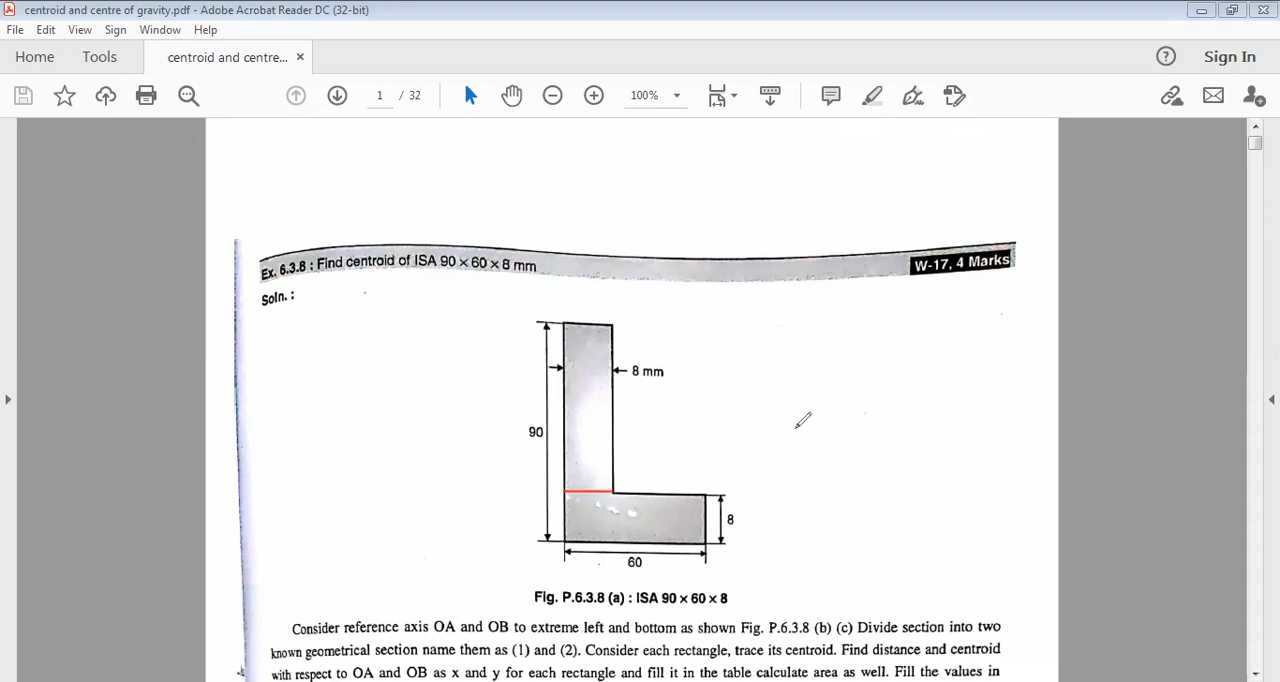 centroid and centre of gravity.pdf - Adobe Acrobat Reader DC (32-bit)
File Edit View Sign Window Help
Home Tools centroid and centre... × Sign In
1 / 32 100%
Ex. 6.3.8 : Find centroid of ISA 90 × 60 × 8 mm
W-17, 4 Marks
Soln. :
8 mm
90
8
60
Fig. P.6.3.8 (a) : ISA 90 × 60 × 8
Consider reference axis OA and OB to extreme left and bottom as shown Fig. P.6.3.8 (b) (c) Divide section into two
known geometrical section name them as (1) and (2). Consider each rectangle, trace its centroid. Find distance and centroid
with respect to OA and OB as x and y for each rectangle and fill it in the table calculate area as well. Fill the values in